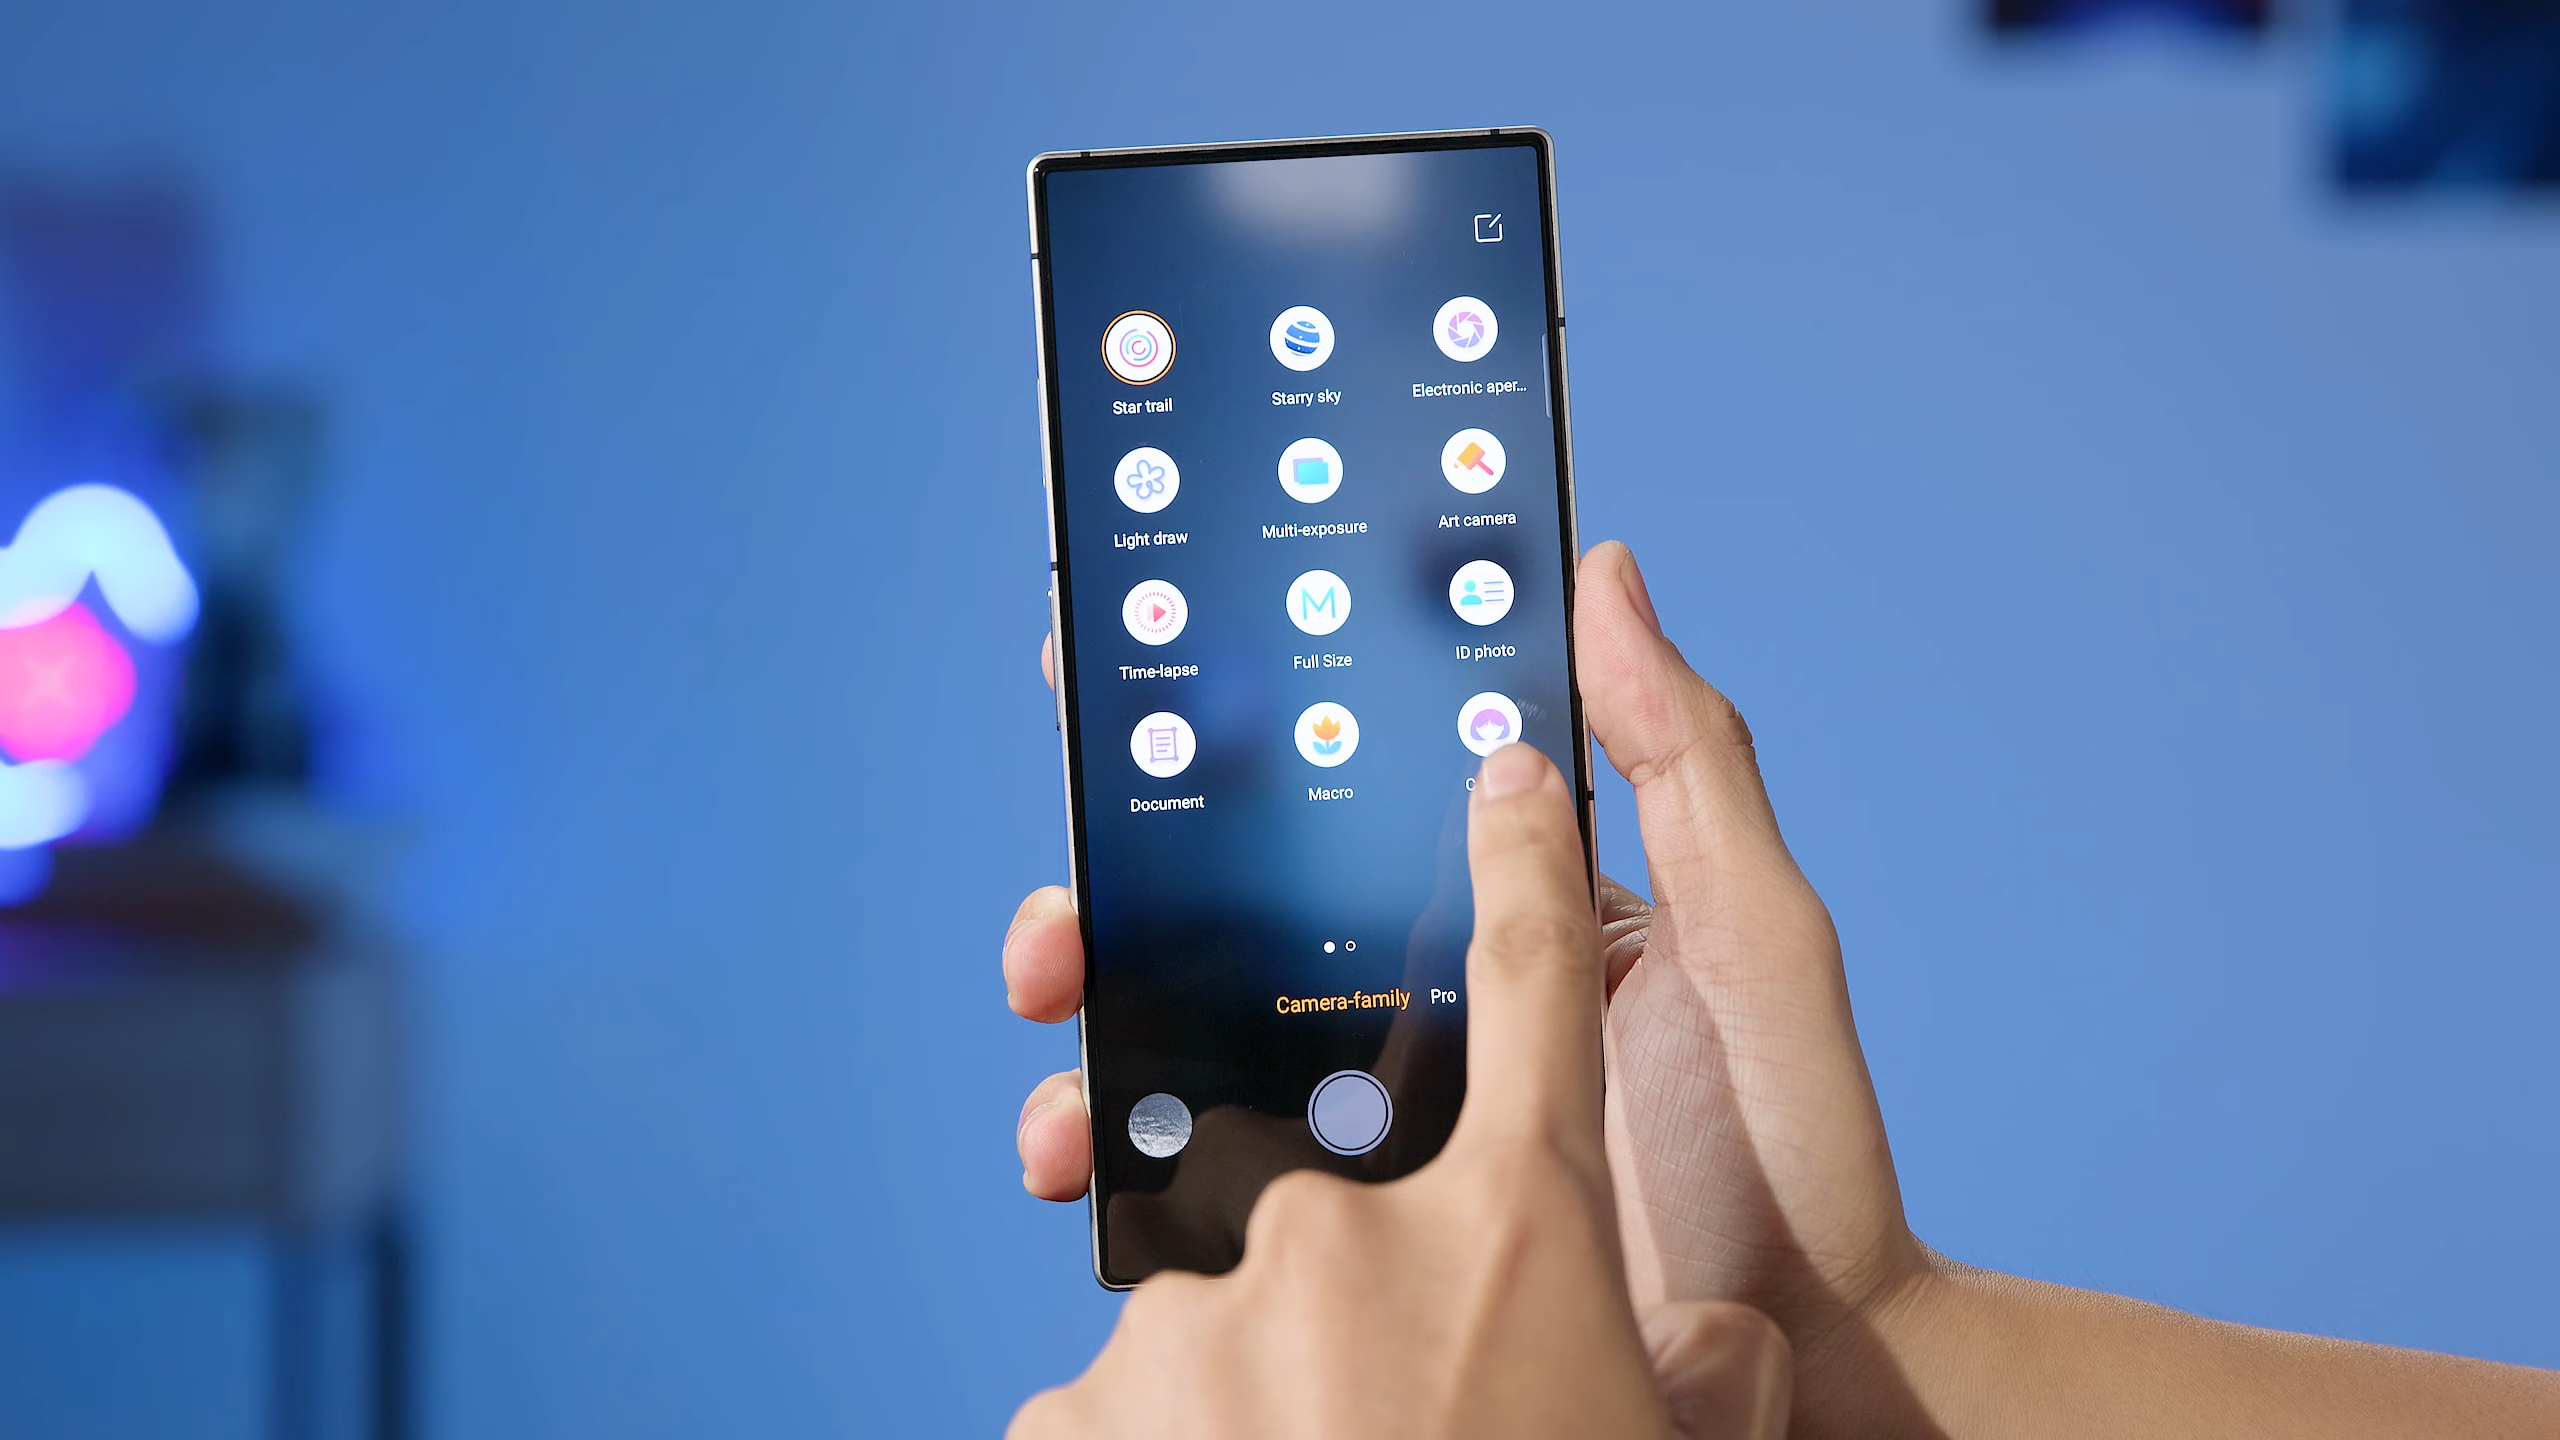 Star trail
Starry sky
Electronic aper...
Light draw
Multi-exposure
Art camera
Time-lapse
M
Full Size
ID photo
Document
Macro
Camera-family
Pro